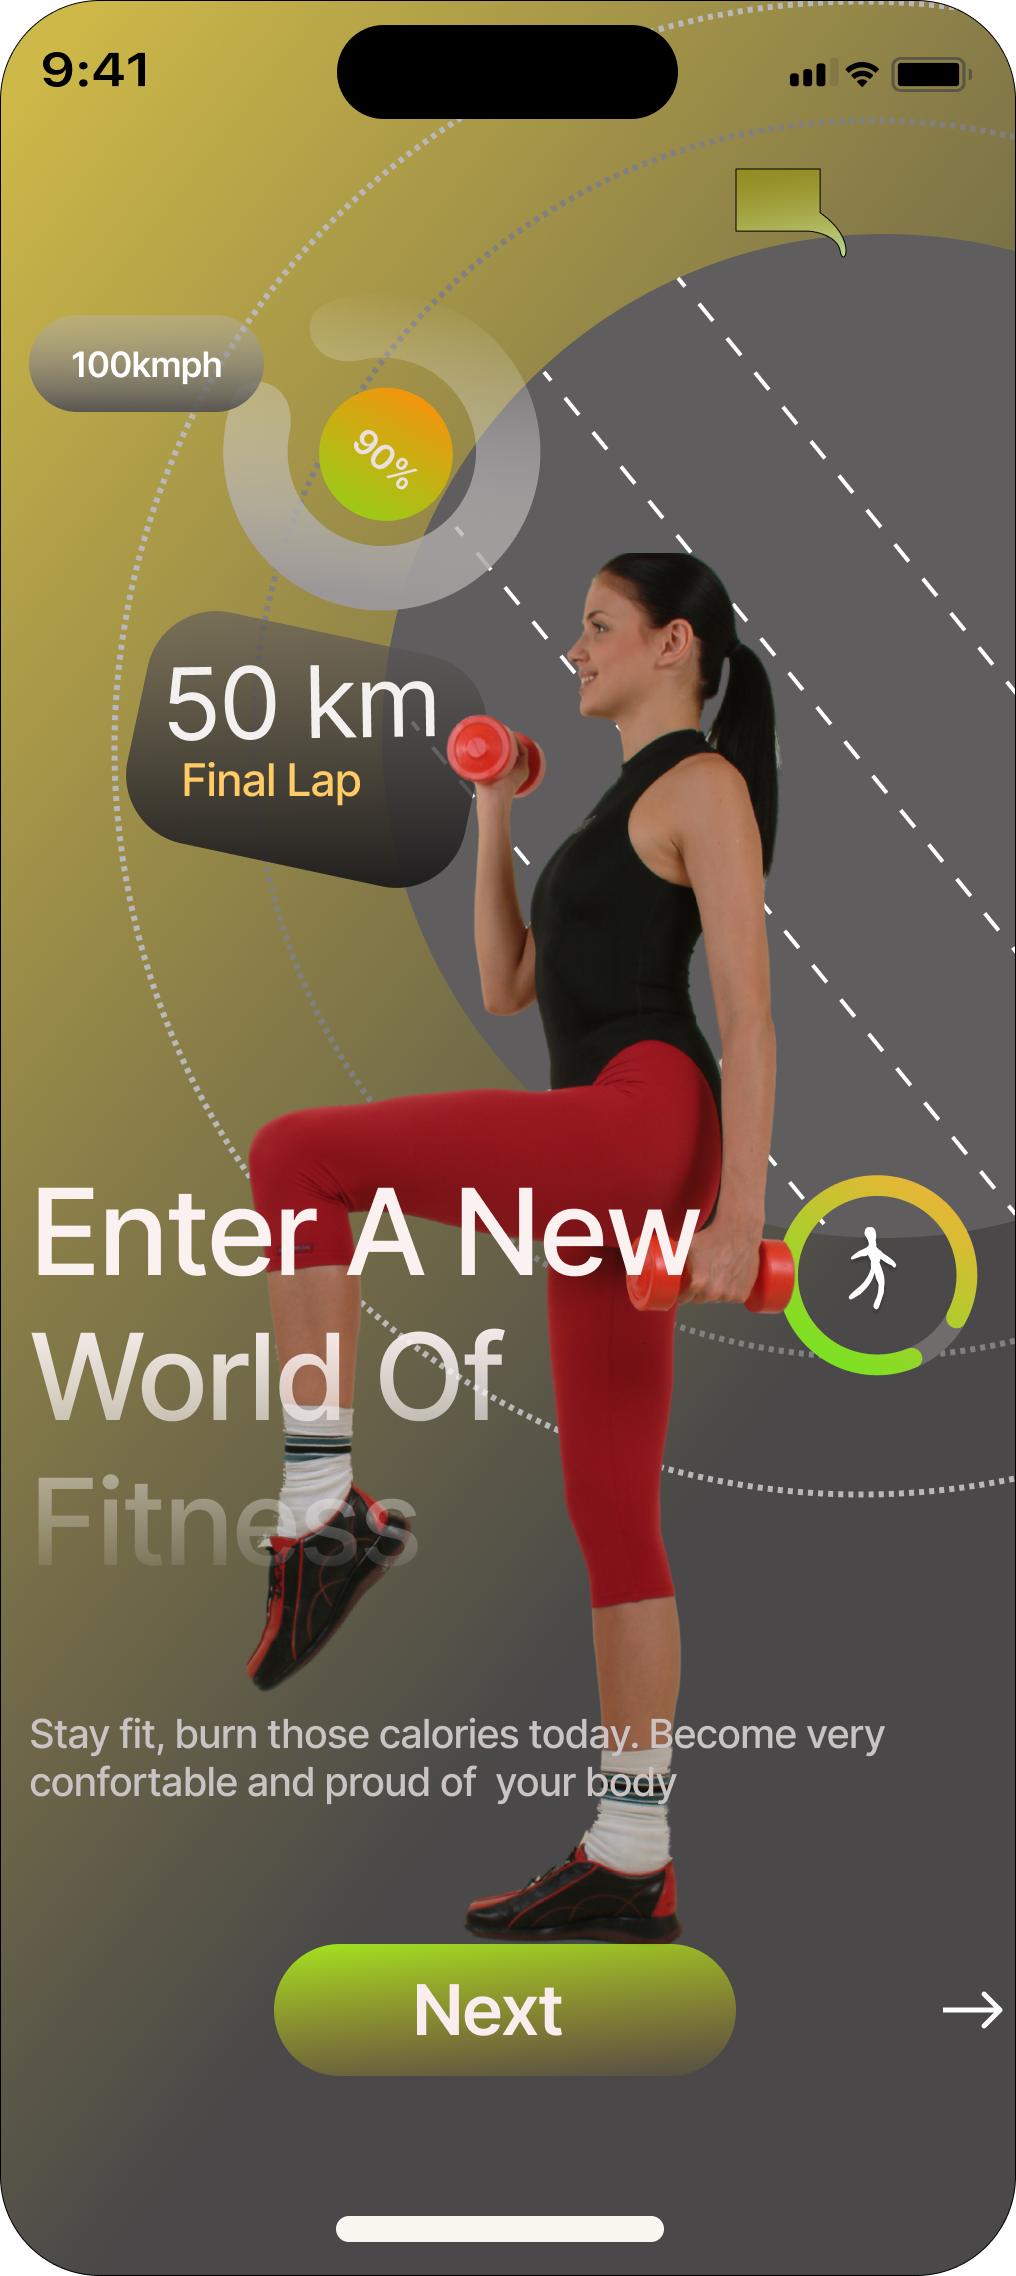 9:41
100kmph
90%
50 km
Final Lap
Enter A New
World Of
Fitness
Stay fit, burn those calories today. Become very
confortable and proud of  your body
Next